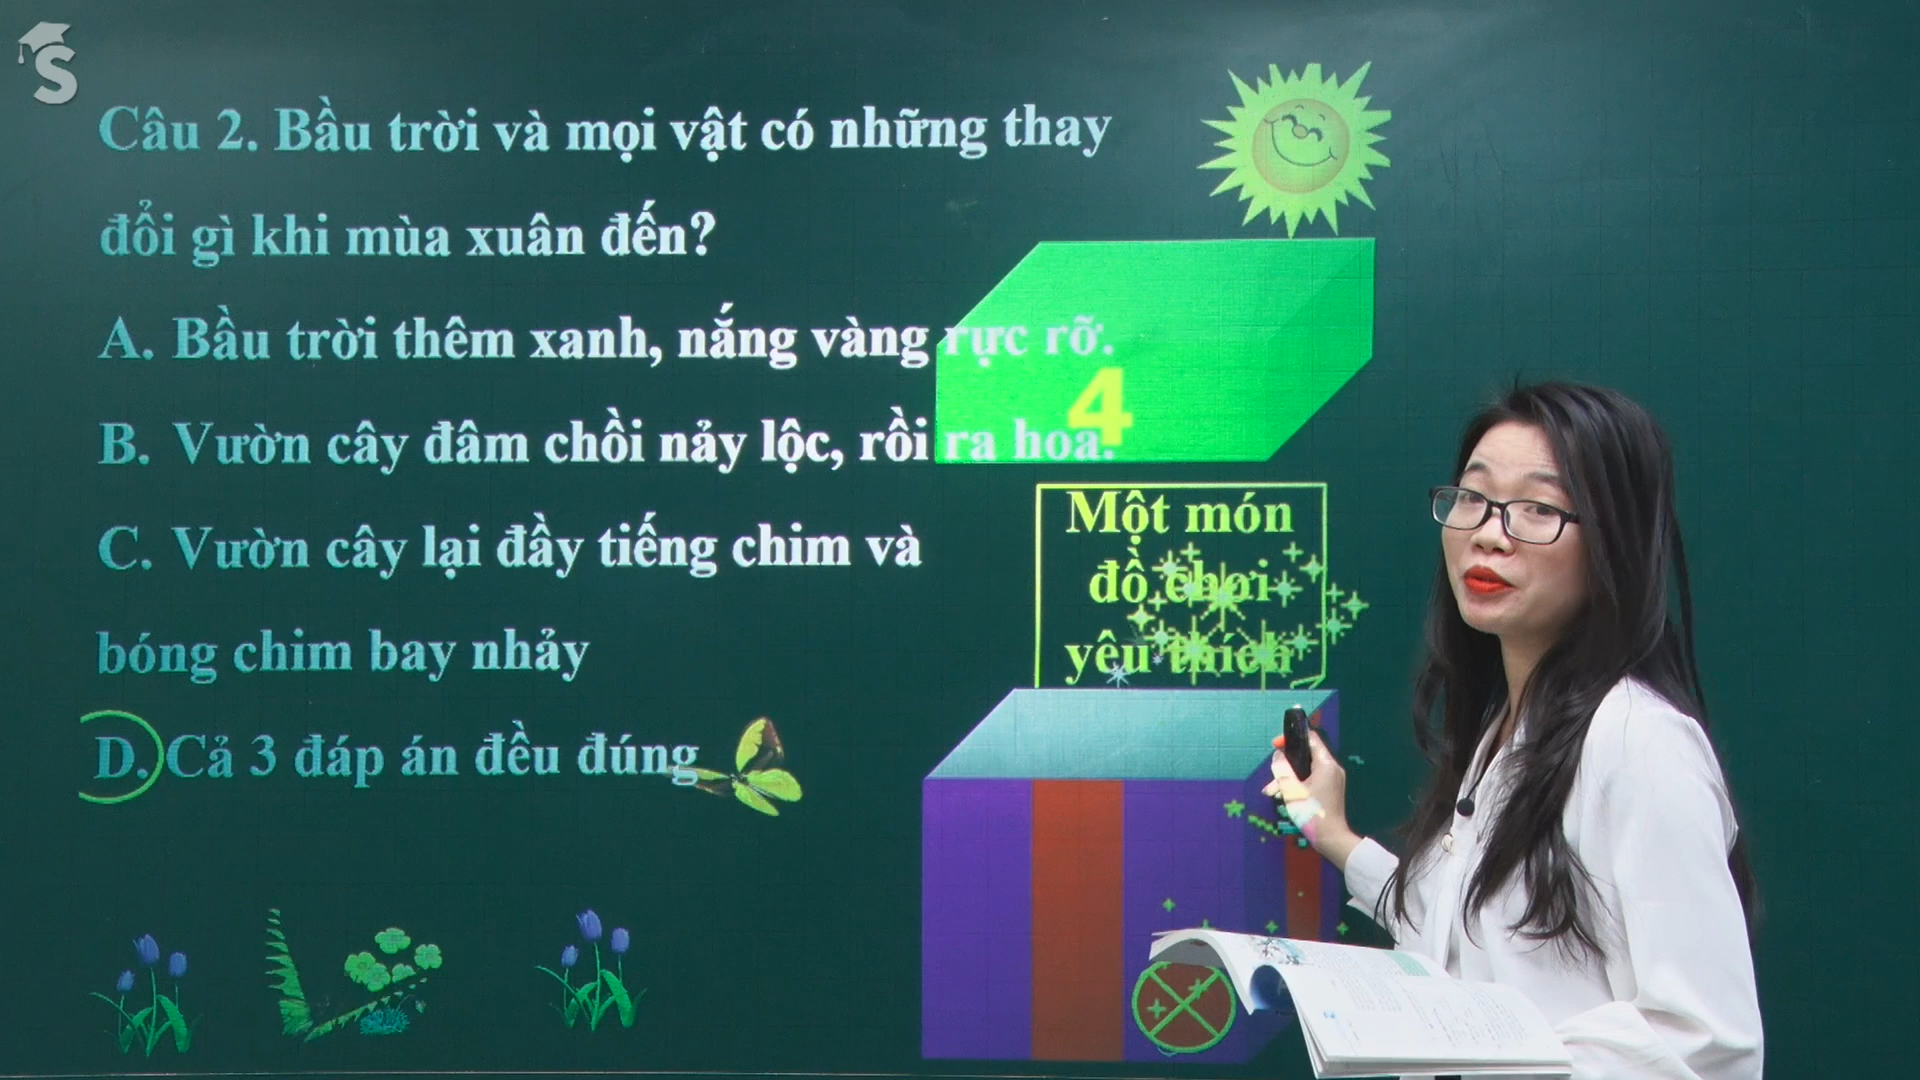 S
Câu 2. Bầu trời và mọi vật có những thay
đổi gì khi mùa xuân đến?
A. Bầu trời thêm xanh, nắng vàng rực rỡ.
B. Vườn cây đâm chồi nảy lộc, rồi ra hoa.
4
C. Vườn cây lại đầy tiếng chim và
bóng chim bay nhảy
D. Cả 3 đáp án đều đúng
Một món
đồ chơi
yêu thích